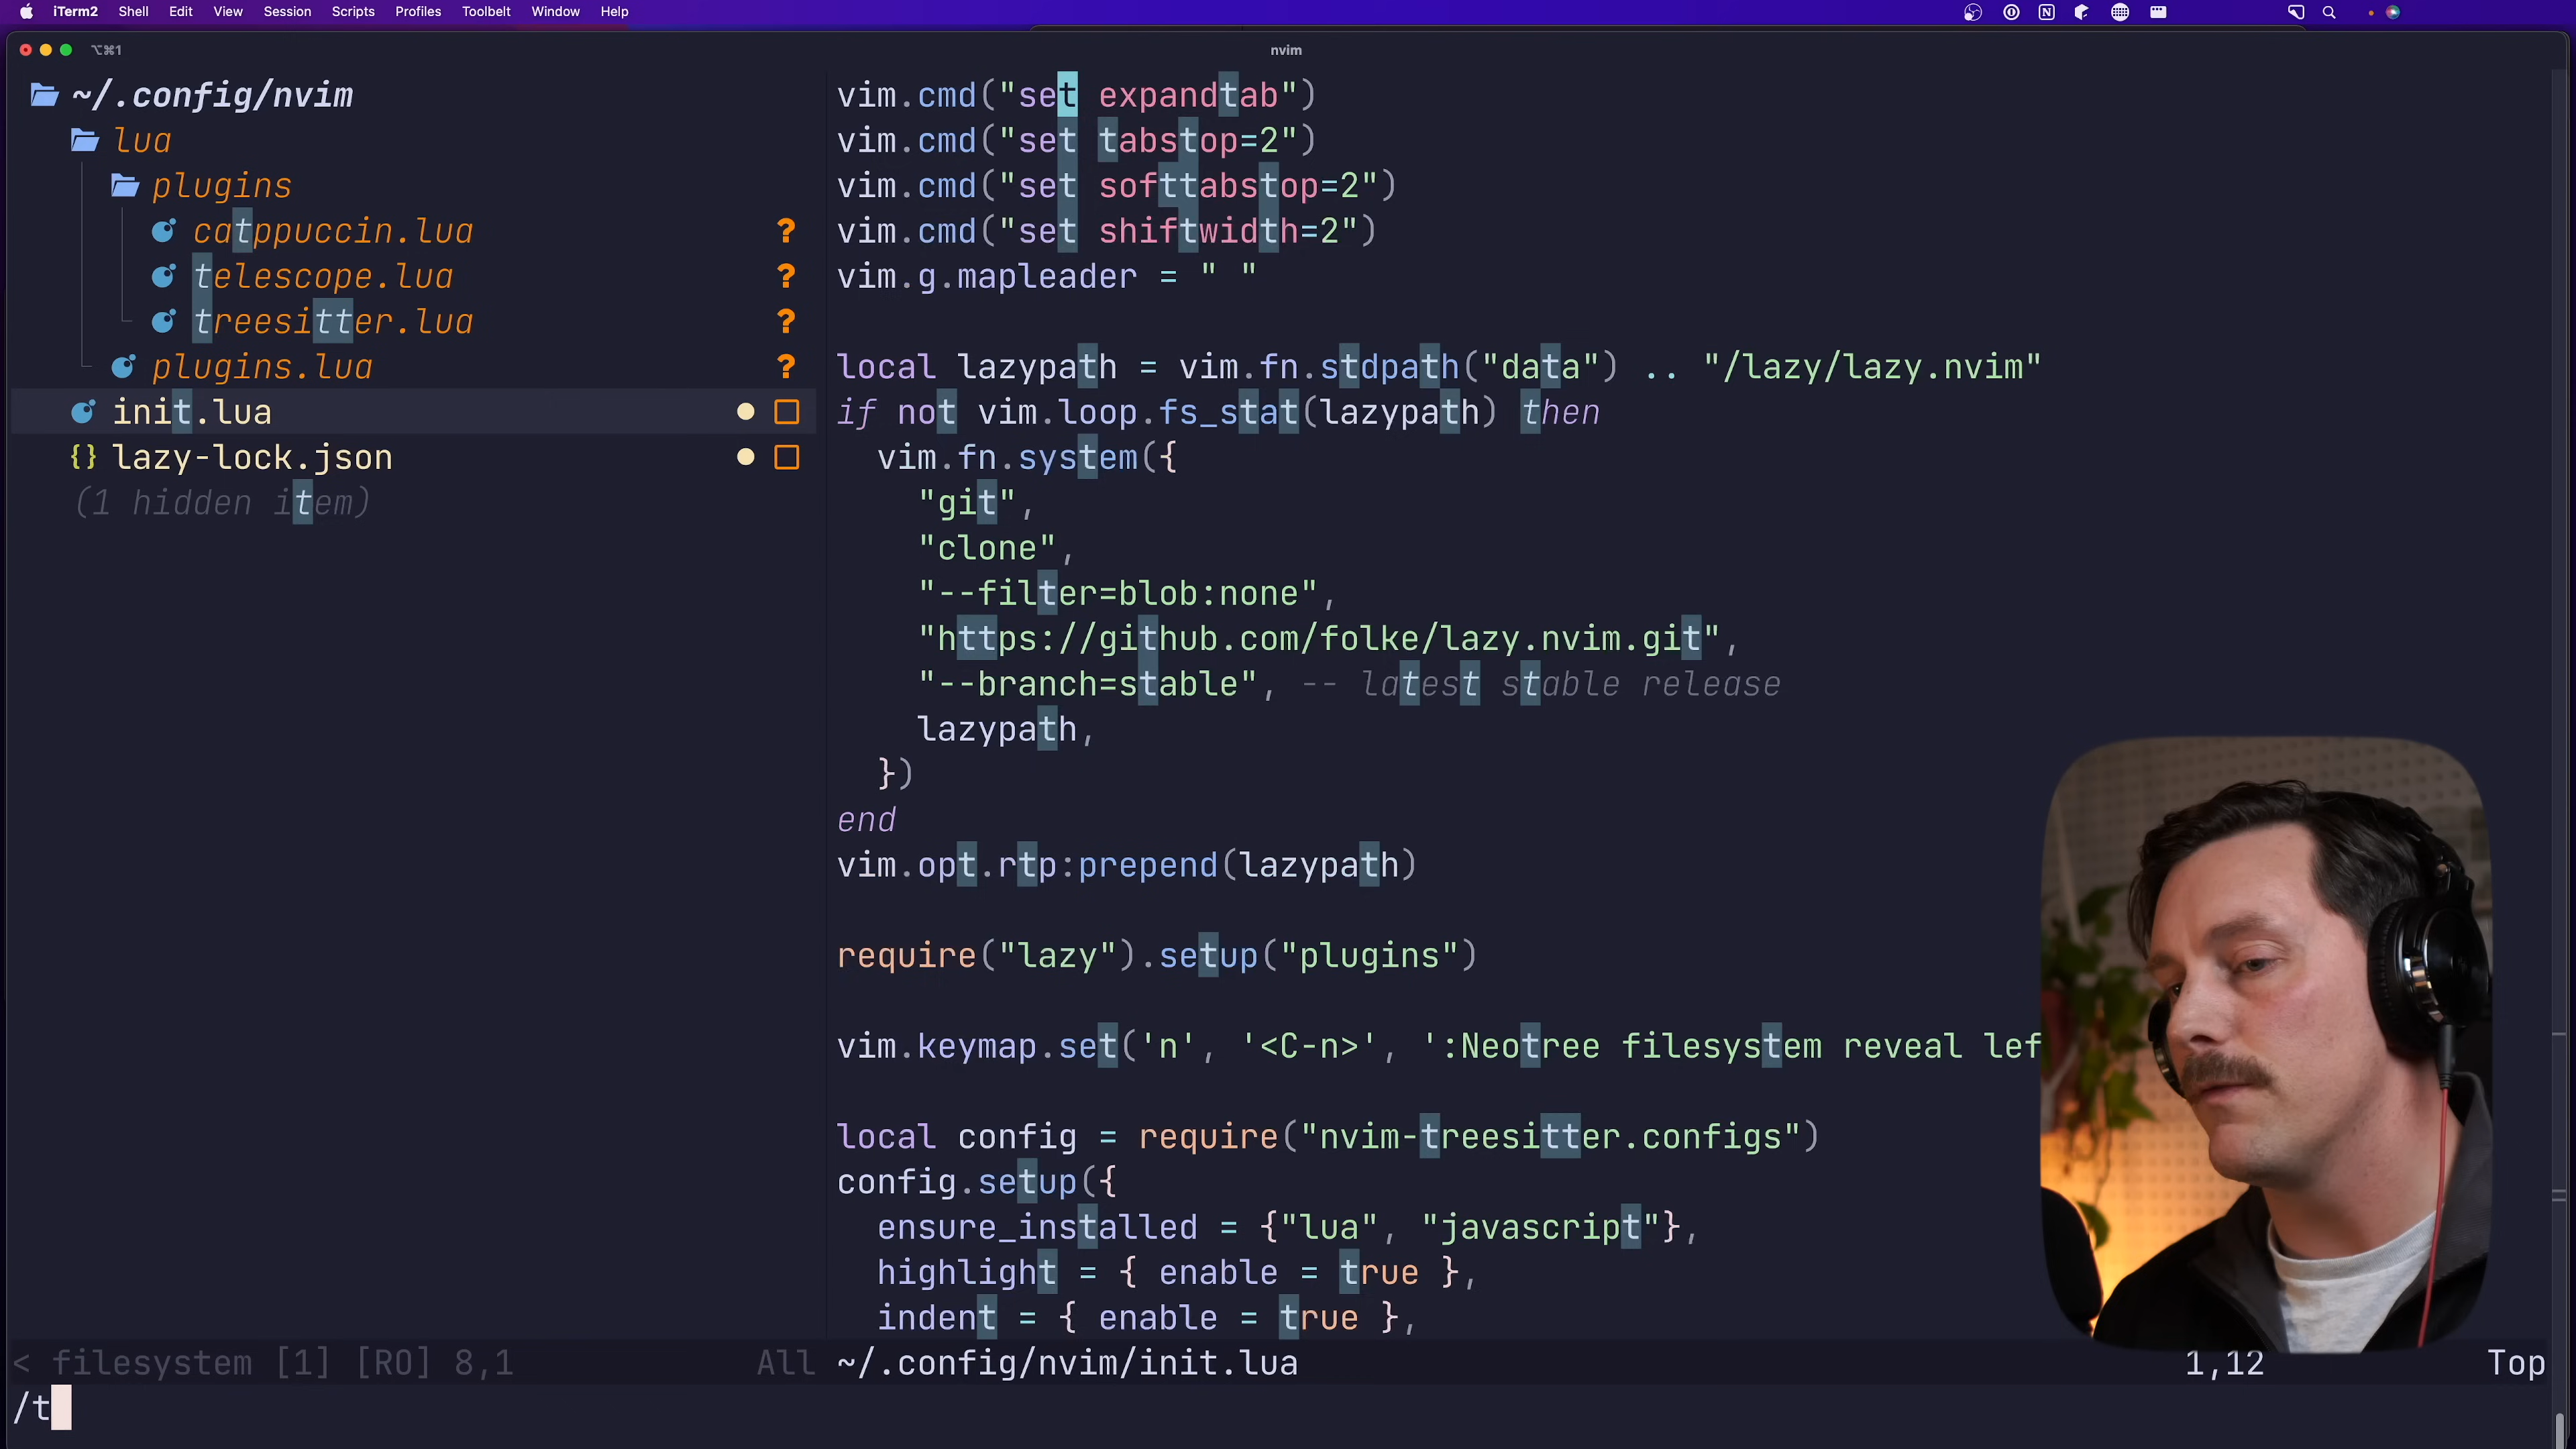 iTerm2 Shell Edit View Session Scripts Profiles Toolbelt Window Help
⌥⌘1
nvim
~/.config/nvim
lua
plugins
catppuccin.lua ?
telescope.lua ?
treesitter.lua ?
plugins.lua ?
init.lua
{} lazy-lock.json
(1 hidden item)
vim.cmd("set expandtab")
vim.cmd("set tabstop=2")
vim.cmd("set softtabstop=2")
vim.cmd("set shiftwidth=2")
vim.g.mapleader = " "
local lazypath = vim.fn.stdpath("data") .. "/lazy/lazy.nvim"
if not vim.loop.fs_stat(lazypath) then
vim.fn.system({
"git",
"clone",
"--filter=blob:none",
"https://github.com/folke/lazy.nvim.git",
"--branch=stable", -- latest stable release
lazypath,
})
end
vim.opt.rtp:prepend(lazypath)
require("lazy").setup("plugins")
vim.keymap.set('n', '<C-n>', ':Neotree filesystem reveal lef
local config = require("nvim-treesitter.configs")
config.setup({
ensure_installed = {"lua", "javascript"},
highlight = { enable = true },
indent = { enable = true },
< filesystem [1] [RO] 8,1 All ~/.config/nvim/init.lua 1,12 Top
/t